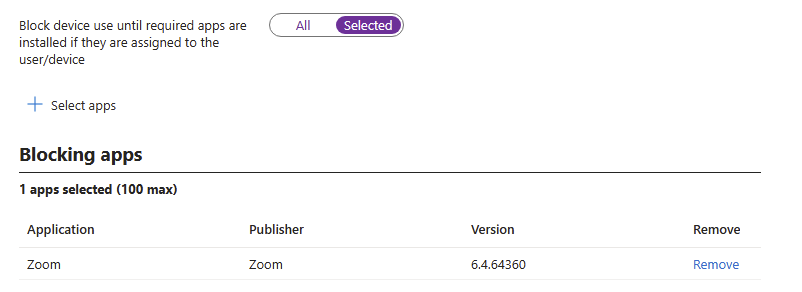 Block device use until required apps are All Selected
installed if they are assigned to the
user/device
Select apps
Blocking apps
1 apps selected (100 max)
Application Publisher Version Remove
Zoom Zoom 6.4.64360 Remove